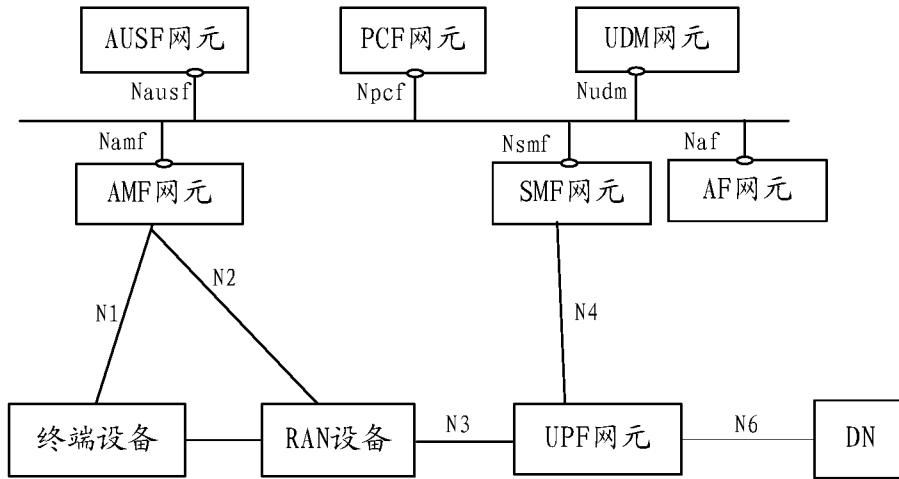 AUSF网元
PCF网元
UDM网元
Nausf
Npcf
Nudm
Namf
Nsmf
Naf
AMF网元
SMF网元
AF网元
N1
N2
N4
终端设备
RAN设备
N3
UPF网元
N6
DN